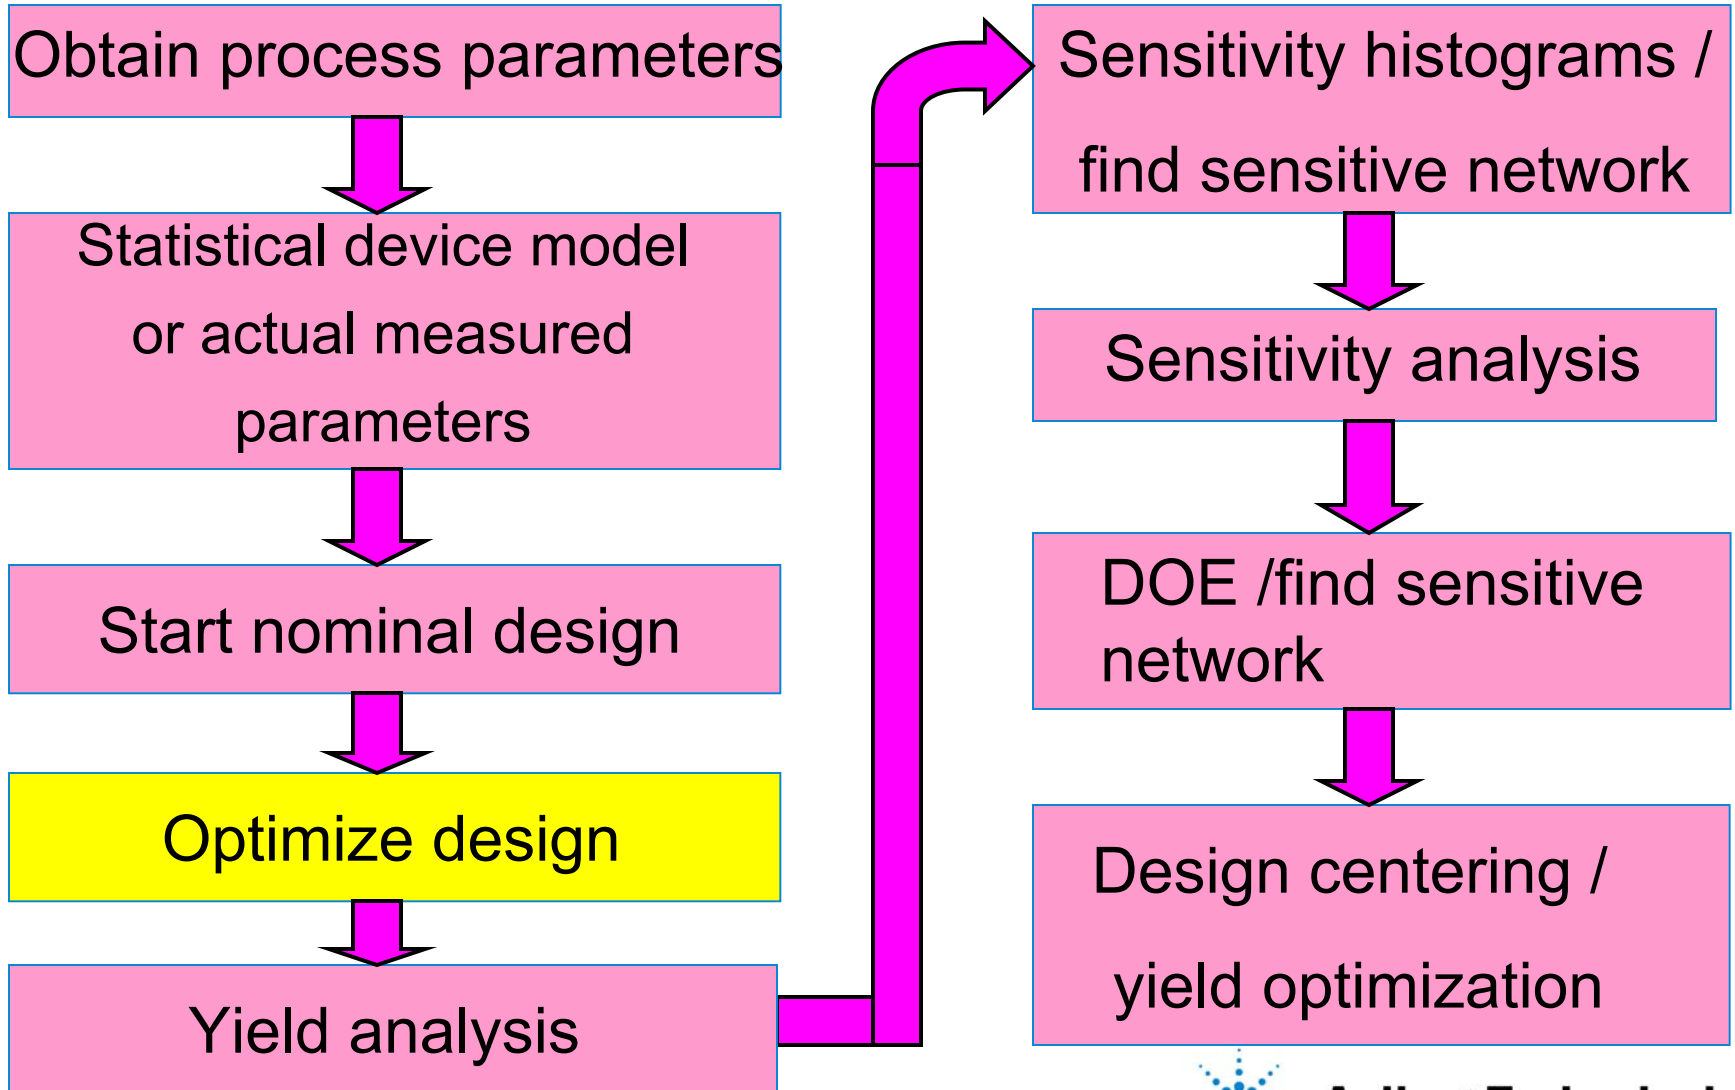 Obtain process parameters
Statistical device model
or actual measured
parameters
Start nominal design
Optimize design
Yield analysis
Sensitivity histograms /
find sensitive network
Sensitivity analysis
DOE /find sensitive
network
Design centering /
yield optimization